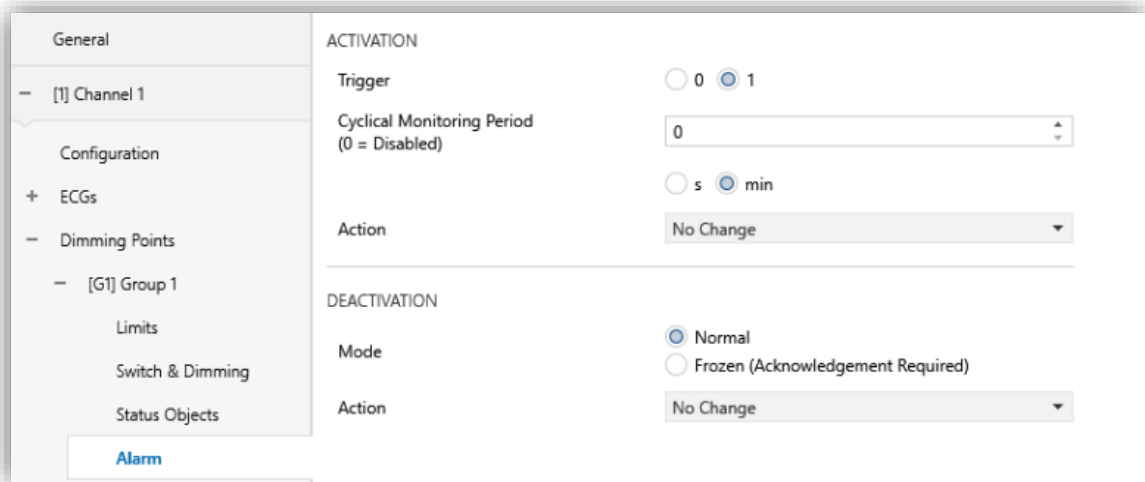 General
[1] Channel 1
Configuration
ECGs
Dimming Points
[G1] Group 1
Limits
Switch & Dimming
Status Objects
Alarm
ACTIVATION
Trigger
0 1
Cyclical Monitoring Period
(0 = Disabled)
0
s min
Action
No Change
DEACTIVATION
Mode
Normal
Frozen (Acknowledgement Required)
Action
No Change